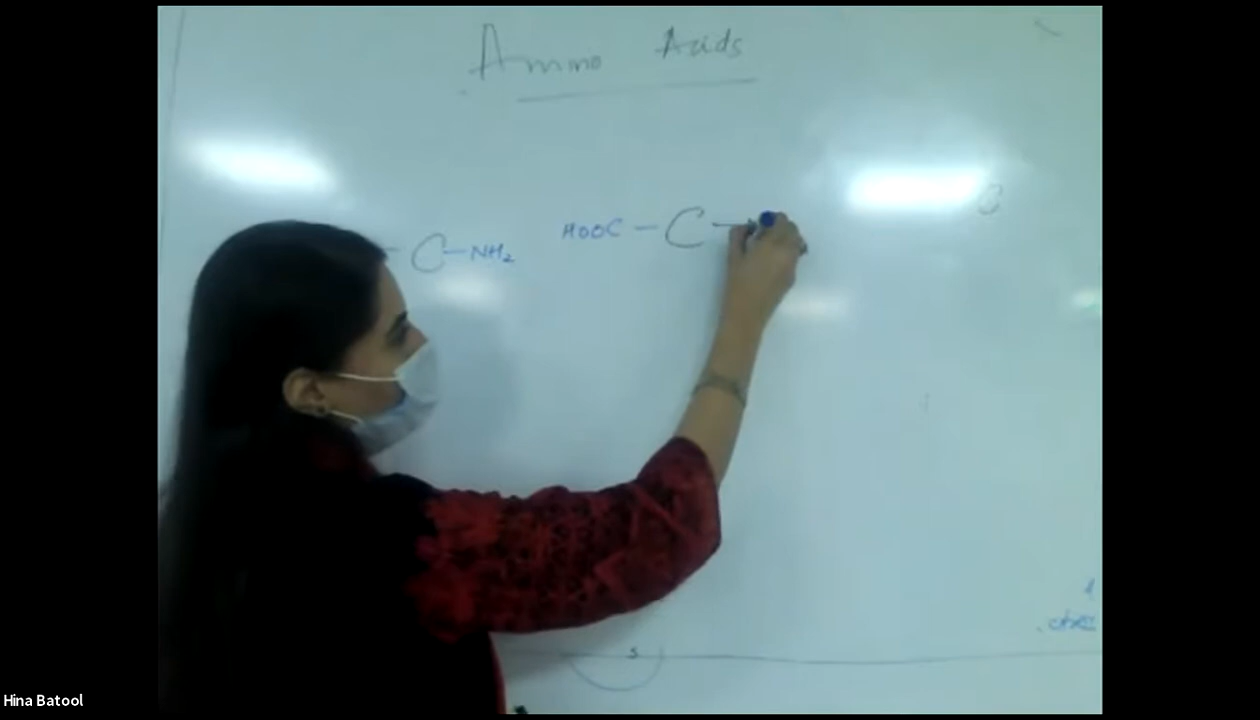 Amino Acids
– C – NH₂
HOOC – C –
C
s
Hina Batool